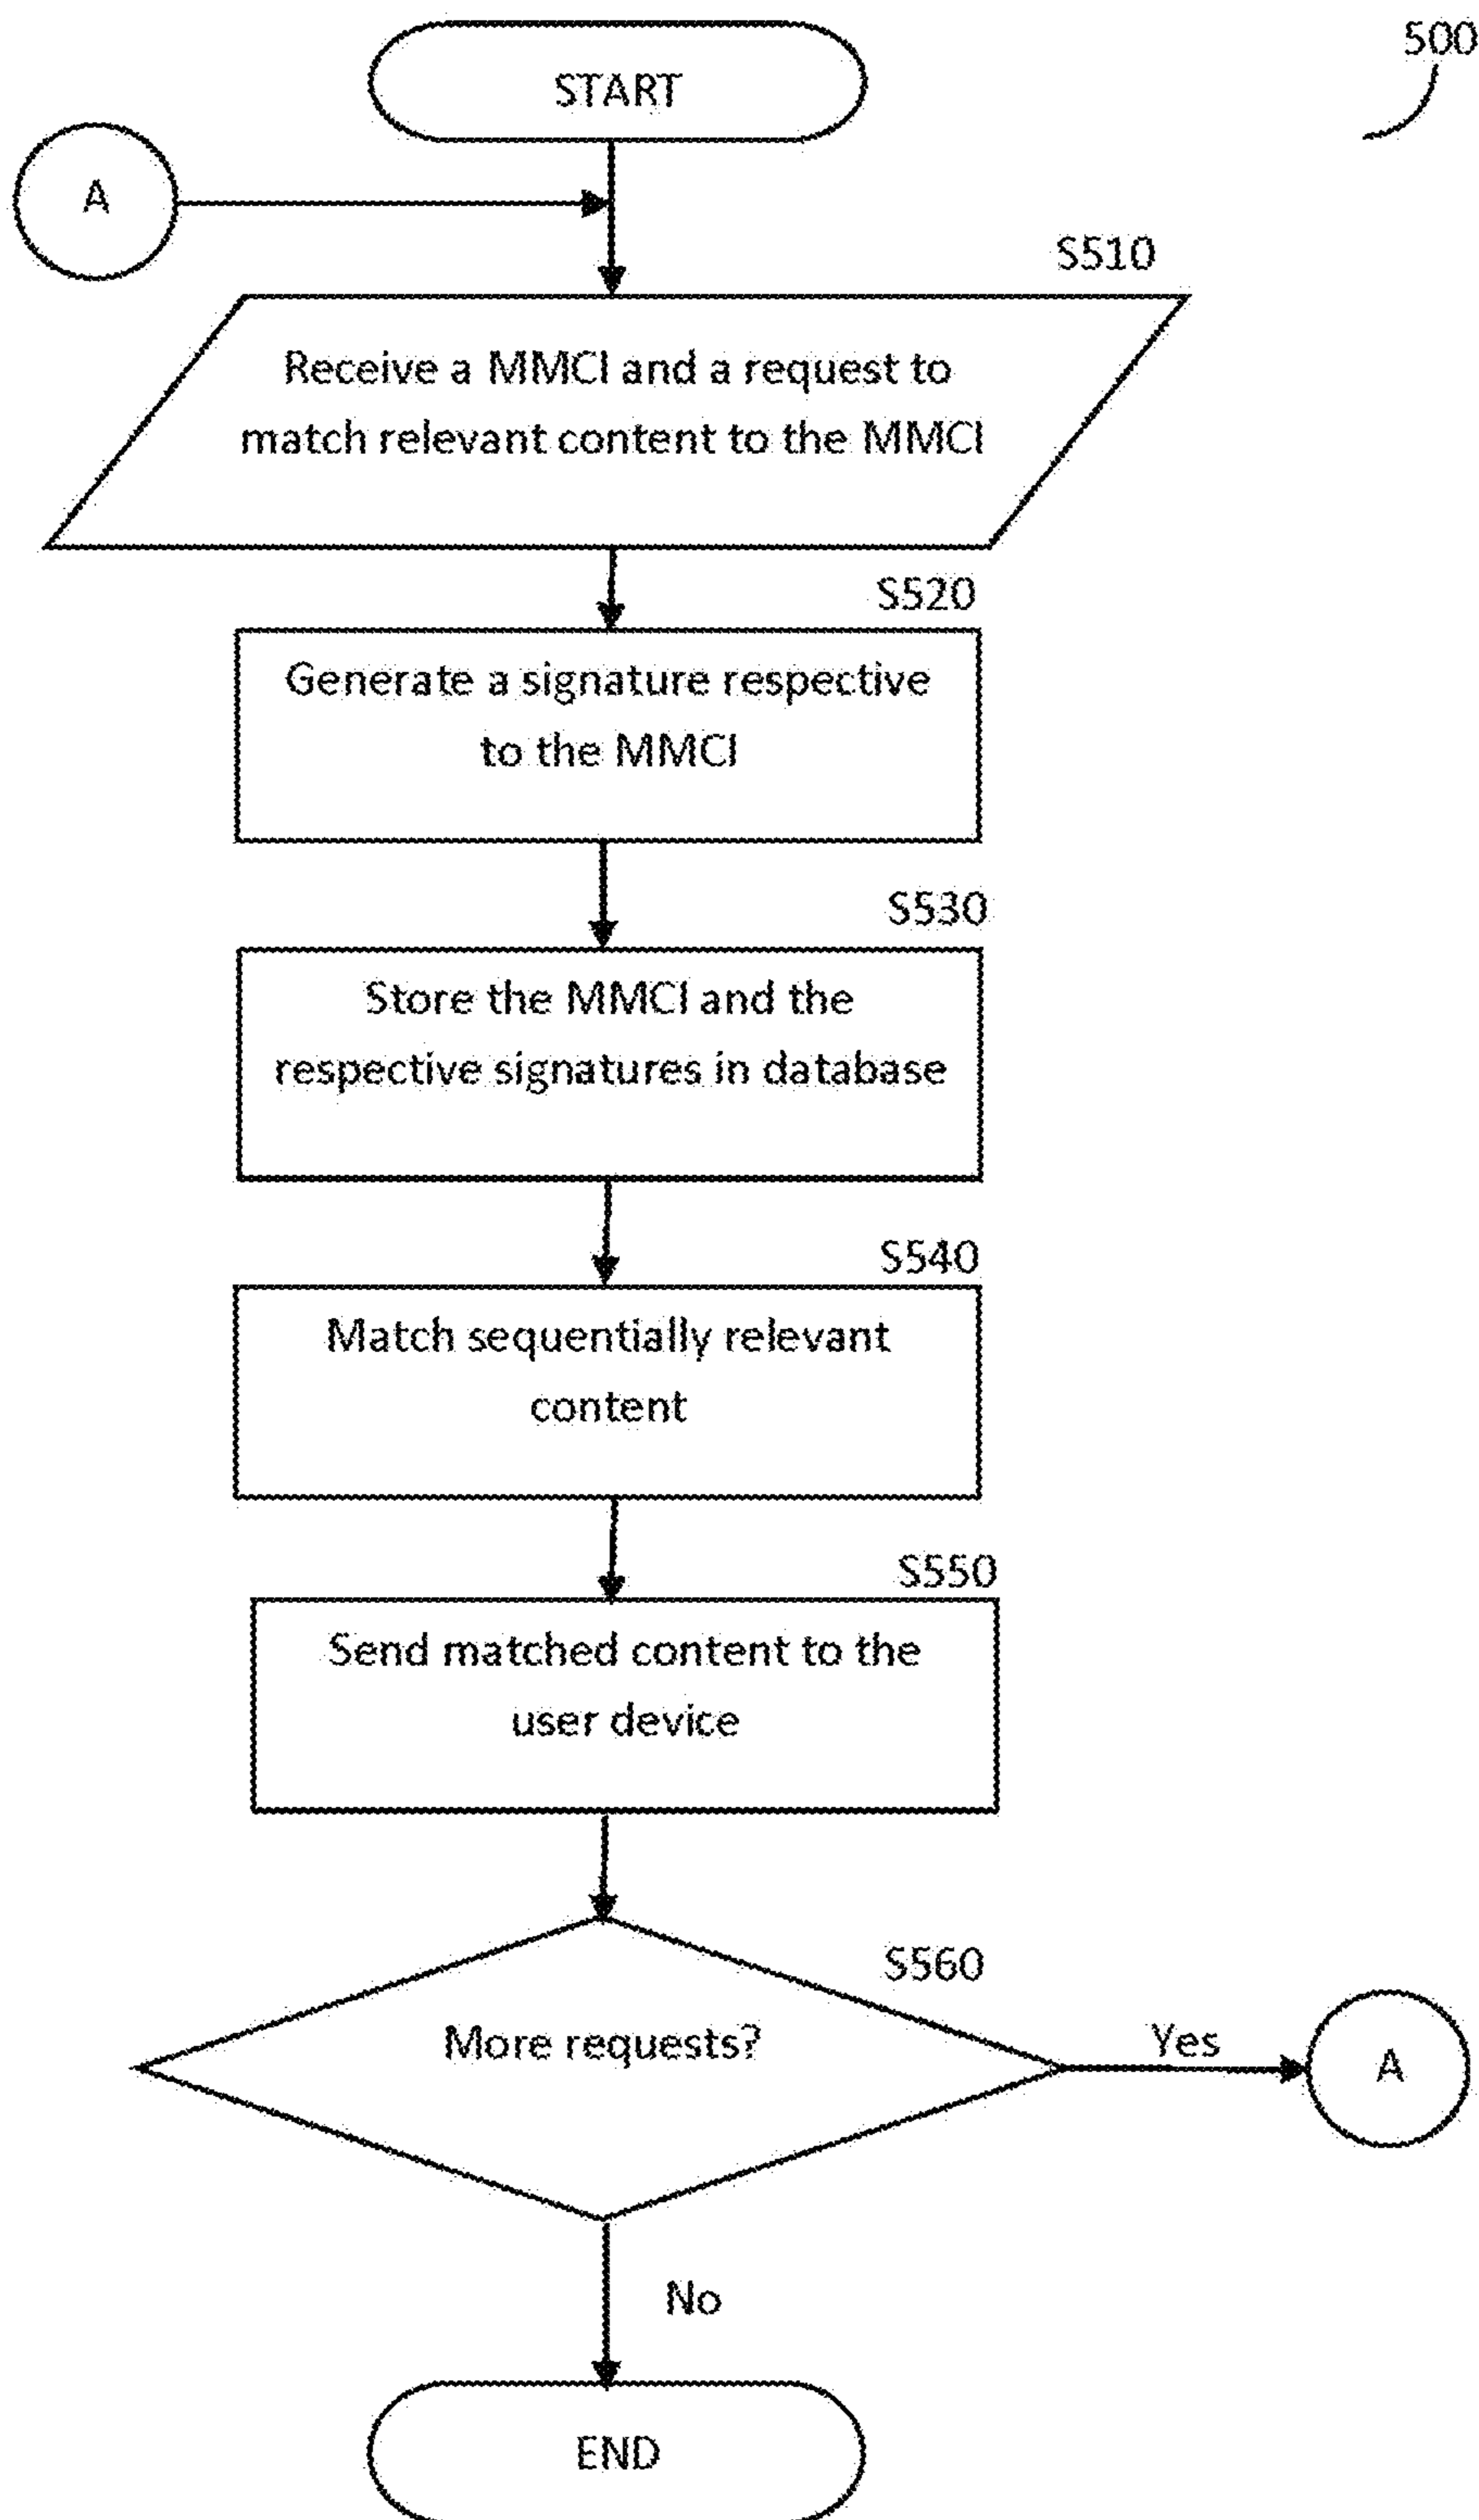 START
500
A
S510
Receive a MMCI and a request to
match relevant content to the MMCI
S520
Generate a signature respective
to the MMCI
S530
Store the MMCI and the
respective signatures in database
S540
Match sequentially relevant
content
S550
Send matched content to the
user device
S560
More requests?
Yes
A
No
END